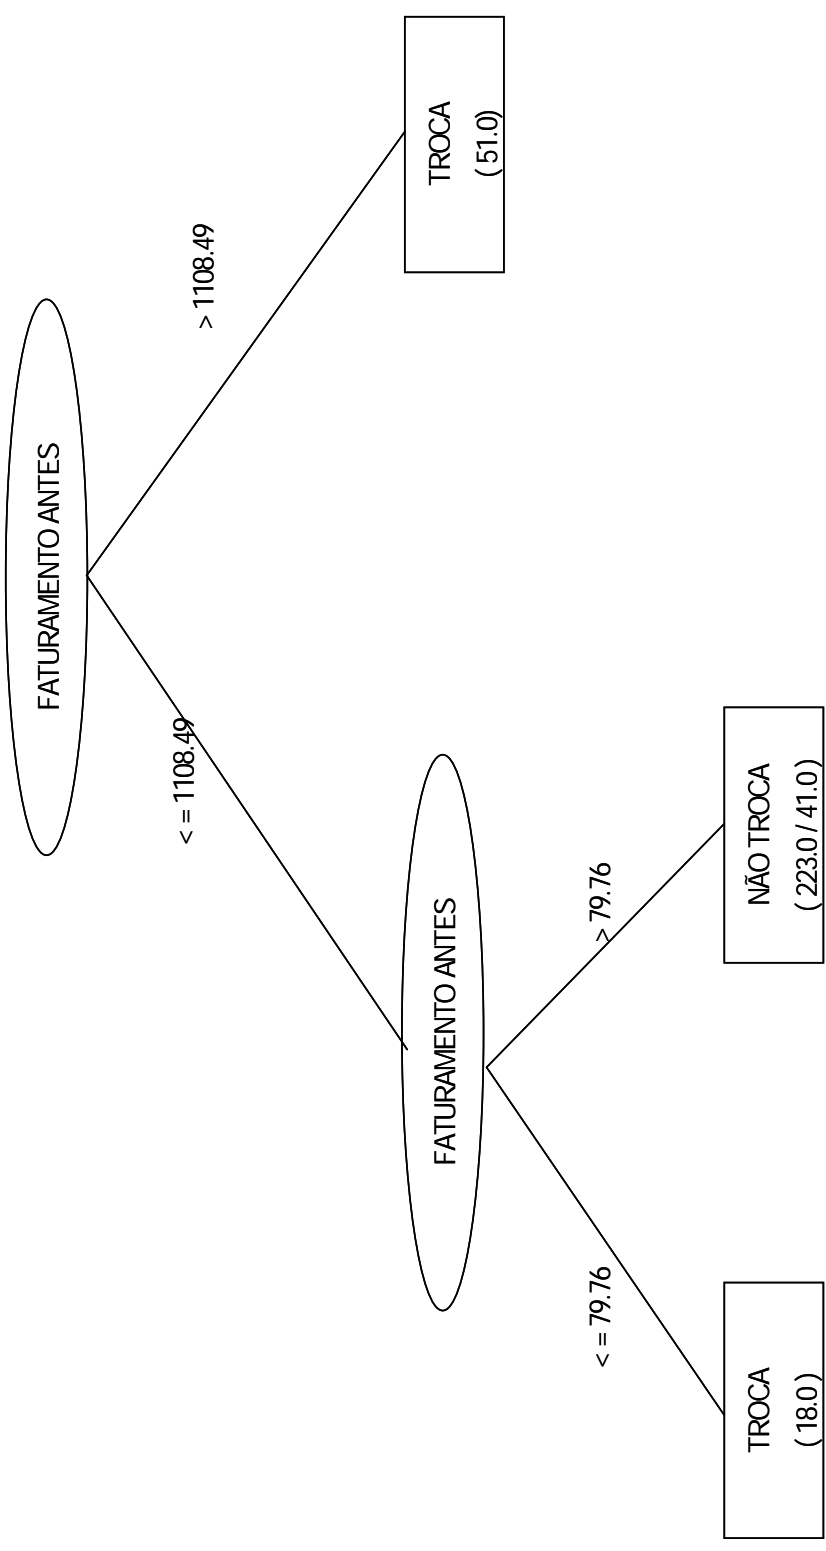 FATURAMENTO ANTES
< = 1108.49
> 1108.49
FATURAMENTO ANTES
TROCA
( 51.0)
< = 79.76
> 79.76
TROCA
( 18.0 )
NÃO TROCA
( 223.0 / 41.0 )